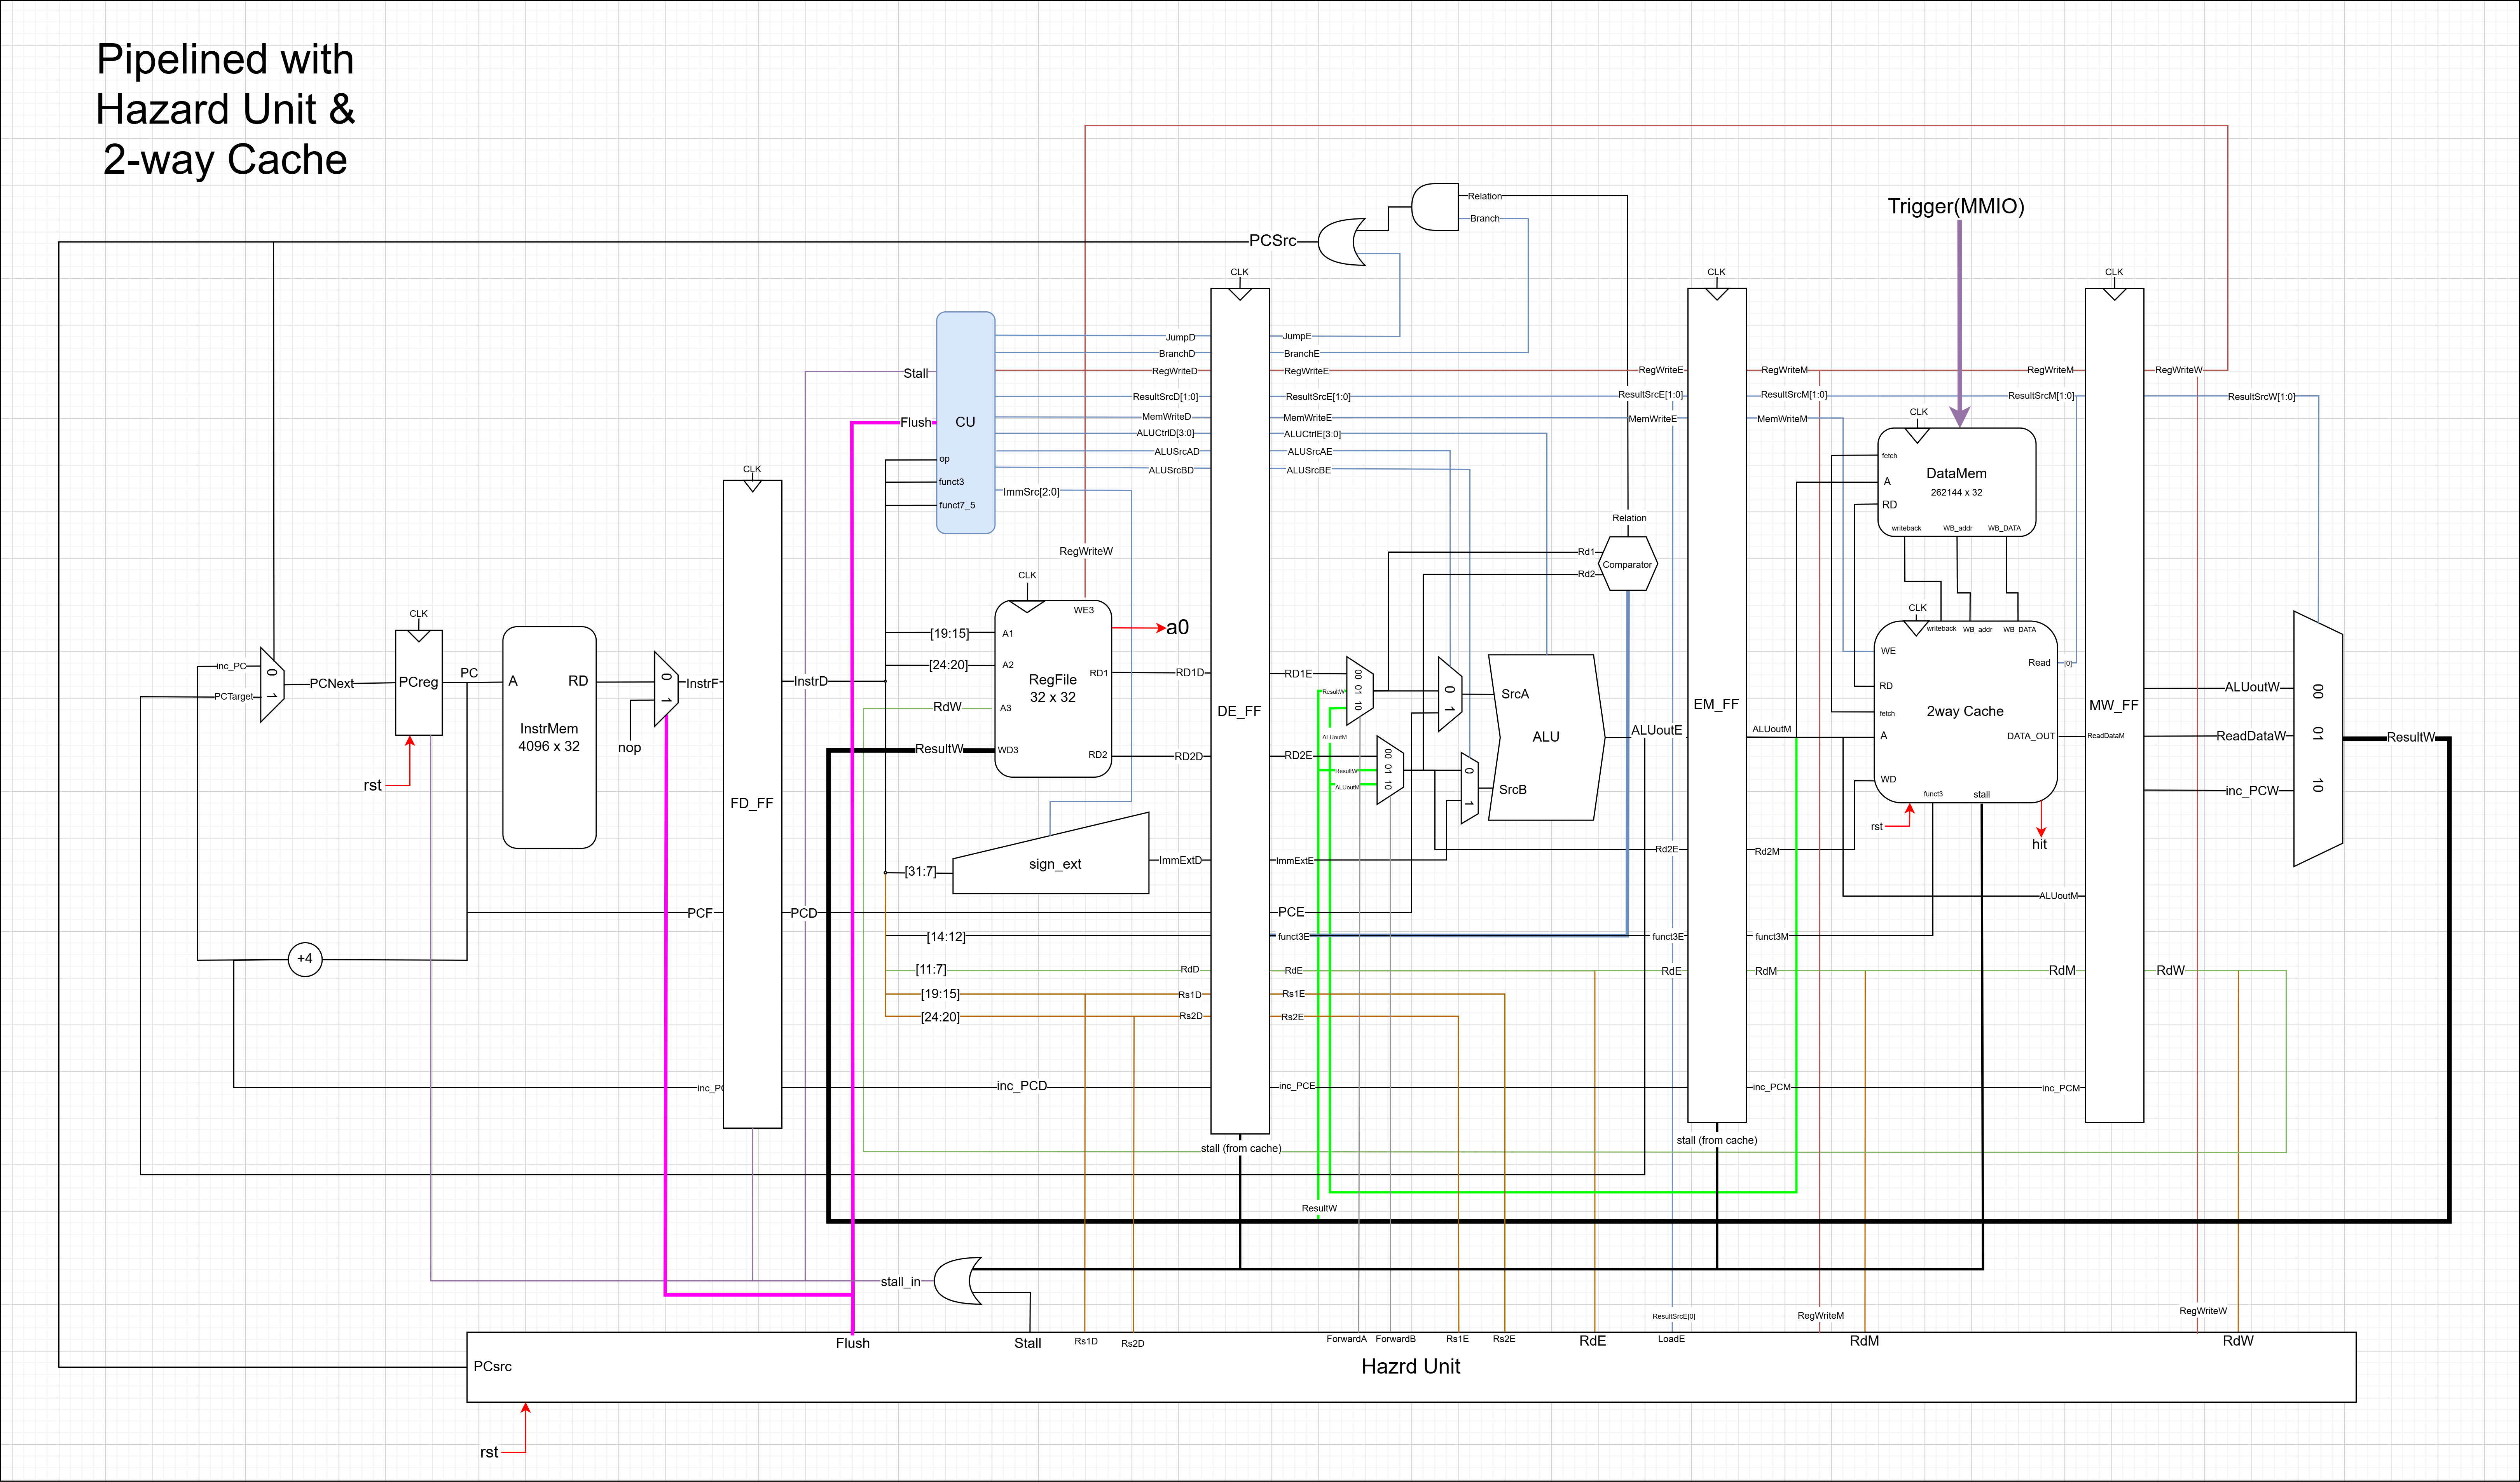 Pipelined with
Hazard Unit &
2-way Cache
Relation
Branch
PCSrc
Trigger(MMIO)
CLK
CLK
CLK
JumpD
JumpE
BranchD
BranchE
Stall
RegWriteD
RegWriteE
RegWriteE
RegWriteM
RegWriteM
RegWriteW
ResultSrcD[1:0]
ResultSrcE[1:0]
ResultSrcE[1:0]
ResultSrcM[1:0]
ResultSrcM[1:0]
ResultSrcW[1:0]
Flush
CU
MemWriteD
MemWriteE
MemWriteE
MemWriteM
CLK
ALUCtrlD[3:0]
ALUCtrlE[3:0]
ALUSrcAD
ALUSrcAE
ALUSrcBD
ALUSrcBE
op
funct3
funct7_5
ImmSrc[2:0]
fetch
A
RD
DataMem
262144 x 32
writeback
WB_addr
WB_DATA
CLK
Relation
RegWriteW
Rd1
Rd2
Comparator
CLK
WE3
a0
CLK
CLK
writeback
WB_addr
WB_DATA
[19:15]
A1
[24:20]
A2
RegFile
32 x 32
RD1
RD1D
RD1E
RdW
A3
ResultW
WD3
RD2
RD2D
RD2E
inc_PC
PCTarget
0
1
PCNext
PCreg
PC
A
RD
InstrMem
4096 x 32
0
1
nop
InstrF
InstrD
rst
FD_FF
DE_FF
00 01 10
ResultW
ALUoutM
00 01 10
ResultW
ALUoutM
0
1
0
1
SrcA
SrcB
ALU
ALUoutE
EM_FF
ALUoutM
WE
Read
[0]
RD
fetch
2way Cache
A
DATA_OUT
ReadDataM
WD
funct3
stall
rst
hit
MW_FF
ALUoutW
ReadDataW
inc_PCW
00
01
10
ResultW
[31:7]
sign_ext
ImmExtD
ImmExtE
Rd2E
Rd2M
ALUoutM
PCF
PCD
PCE
[14:12]
funct3E
funct3E
funct3M
+4
[11:7]
RdD
RdE
RdE
RdM
RdM
RdW
[19:15]
Rs1D
Rs1E
[24:20]
Rs2D
Rs2E
inc_PCD
inc_PCE
inc_PCM
inc_PCM
stall (from cache)
stall (from cache)
ResultW
stall_in
ResultSrcE[0]
RegWriteM
RegWriteW
Flush
Stall
Rs1D
Rs2D
ForwardA
ForwardB
Rs1E
Rs2E
RdE
LoadE
RdM
RdW
PCsrc
Hazrd Unit
rst